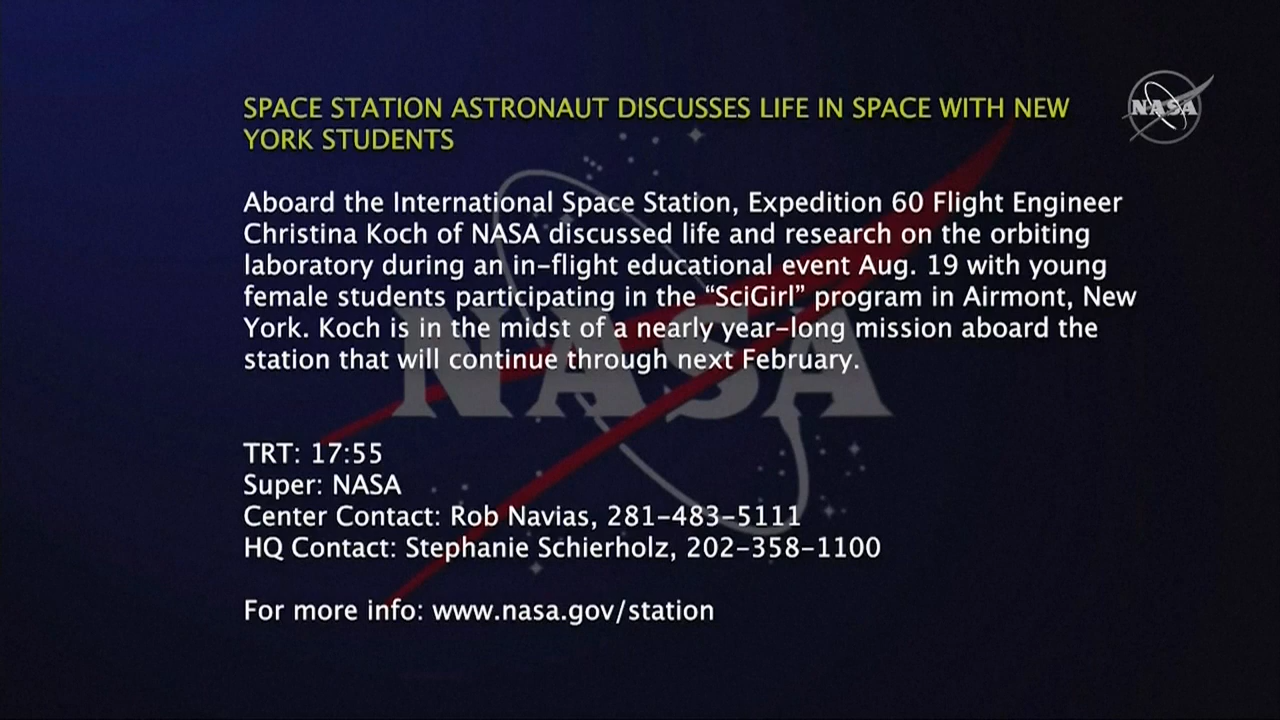 SPACE STATION ASTRONAUT DISCUSSES LIFE IN SPACE WITH NEW
YORK STUDENTS
NASA
Aboard the International Space Station, Expedition 60 Flight Engineer
Christina Koch of NASA discussed life and research on the orbiting
laboratory during an in-flight educational event Aug. 19 with young
female students participating in the “SciGirl” program in Airmont, New
York. Koch is in the midst of a nearly year-long mission aboard the
station that will continue through next February.
NASA
TRT: 17:55
Super: NASA
Center Contact: Rob Navias, 281-483-5111
HQ Contact: Stephanie Schierholz, 202-358-1100
For more info: www.nasa.gov/station